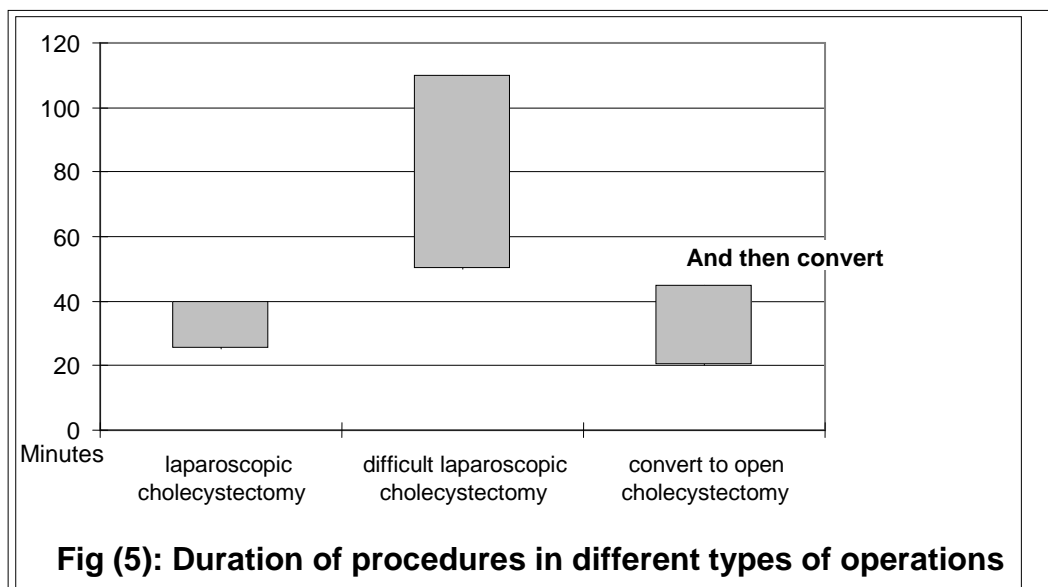 120
100
80
60
And then convert
40
20
0
Minutes
laparoscopic
cholecystectomy
difficult laparoscopic
cholecystectomy
convert to open
cholecystectomy
Fig (5): Duration of procedures in different types of operations